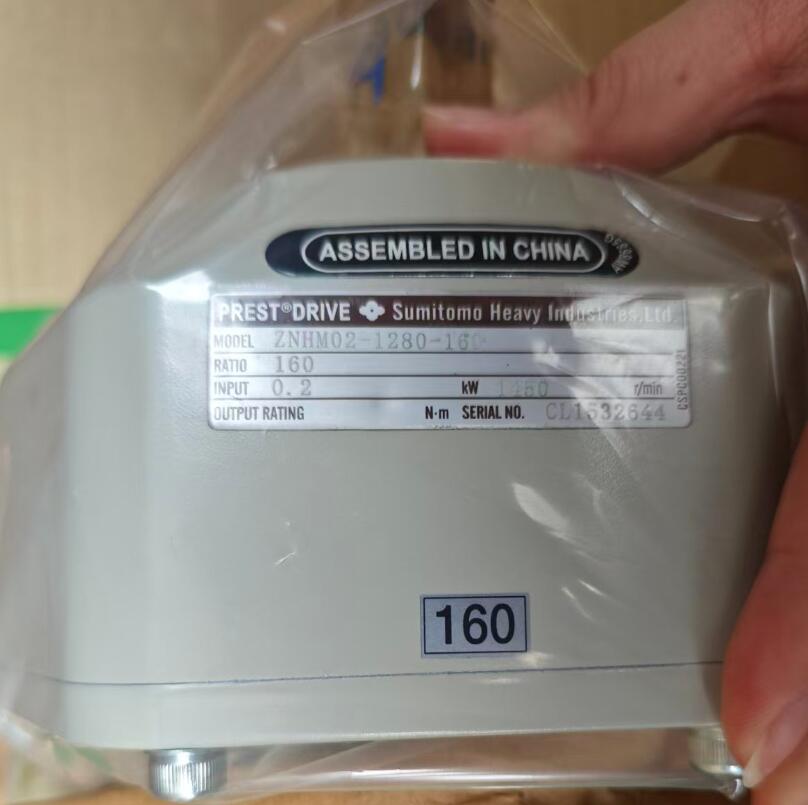 ASSEMBLED IN CHINA
PREST®DRIVE Sumitomo Heavy Industries,Ltd.
MODEL ZNHM02-1280-160
RATIO 160
INPUT 0.2 kW 1450 r/min
OUTPUT RATING N·m SERIAL NO. CL1532644
160